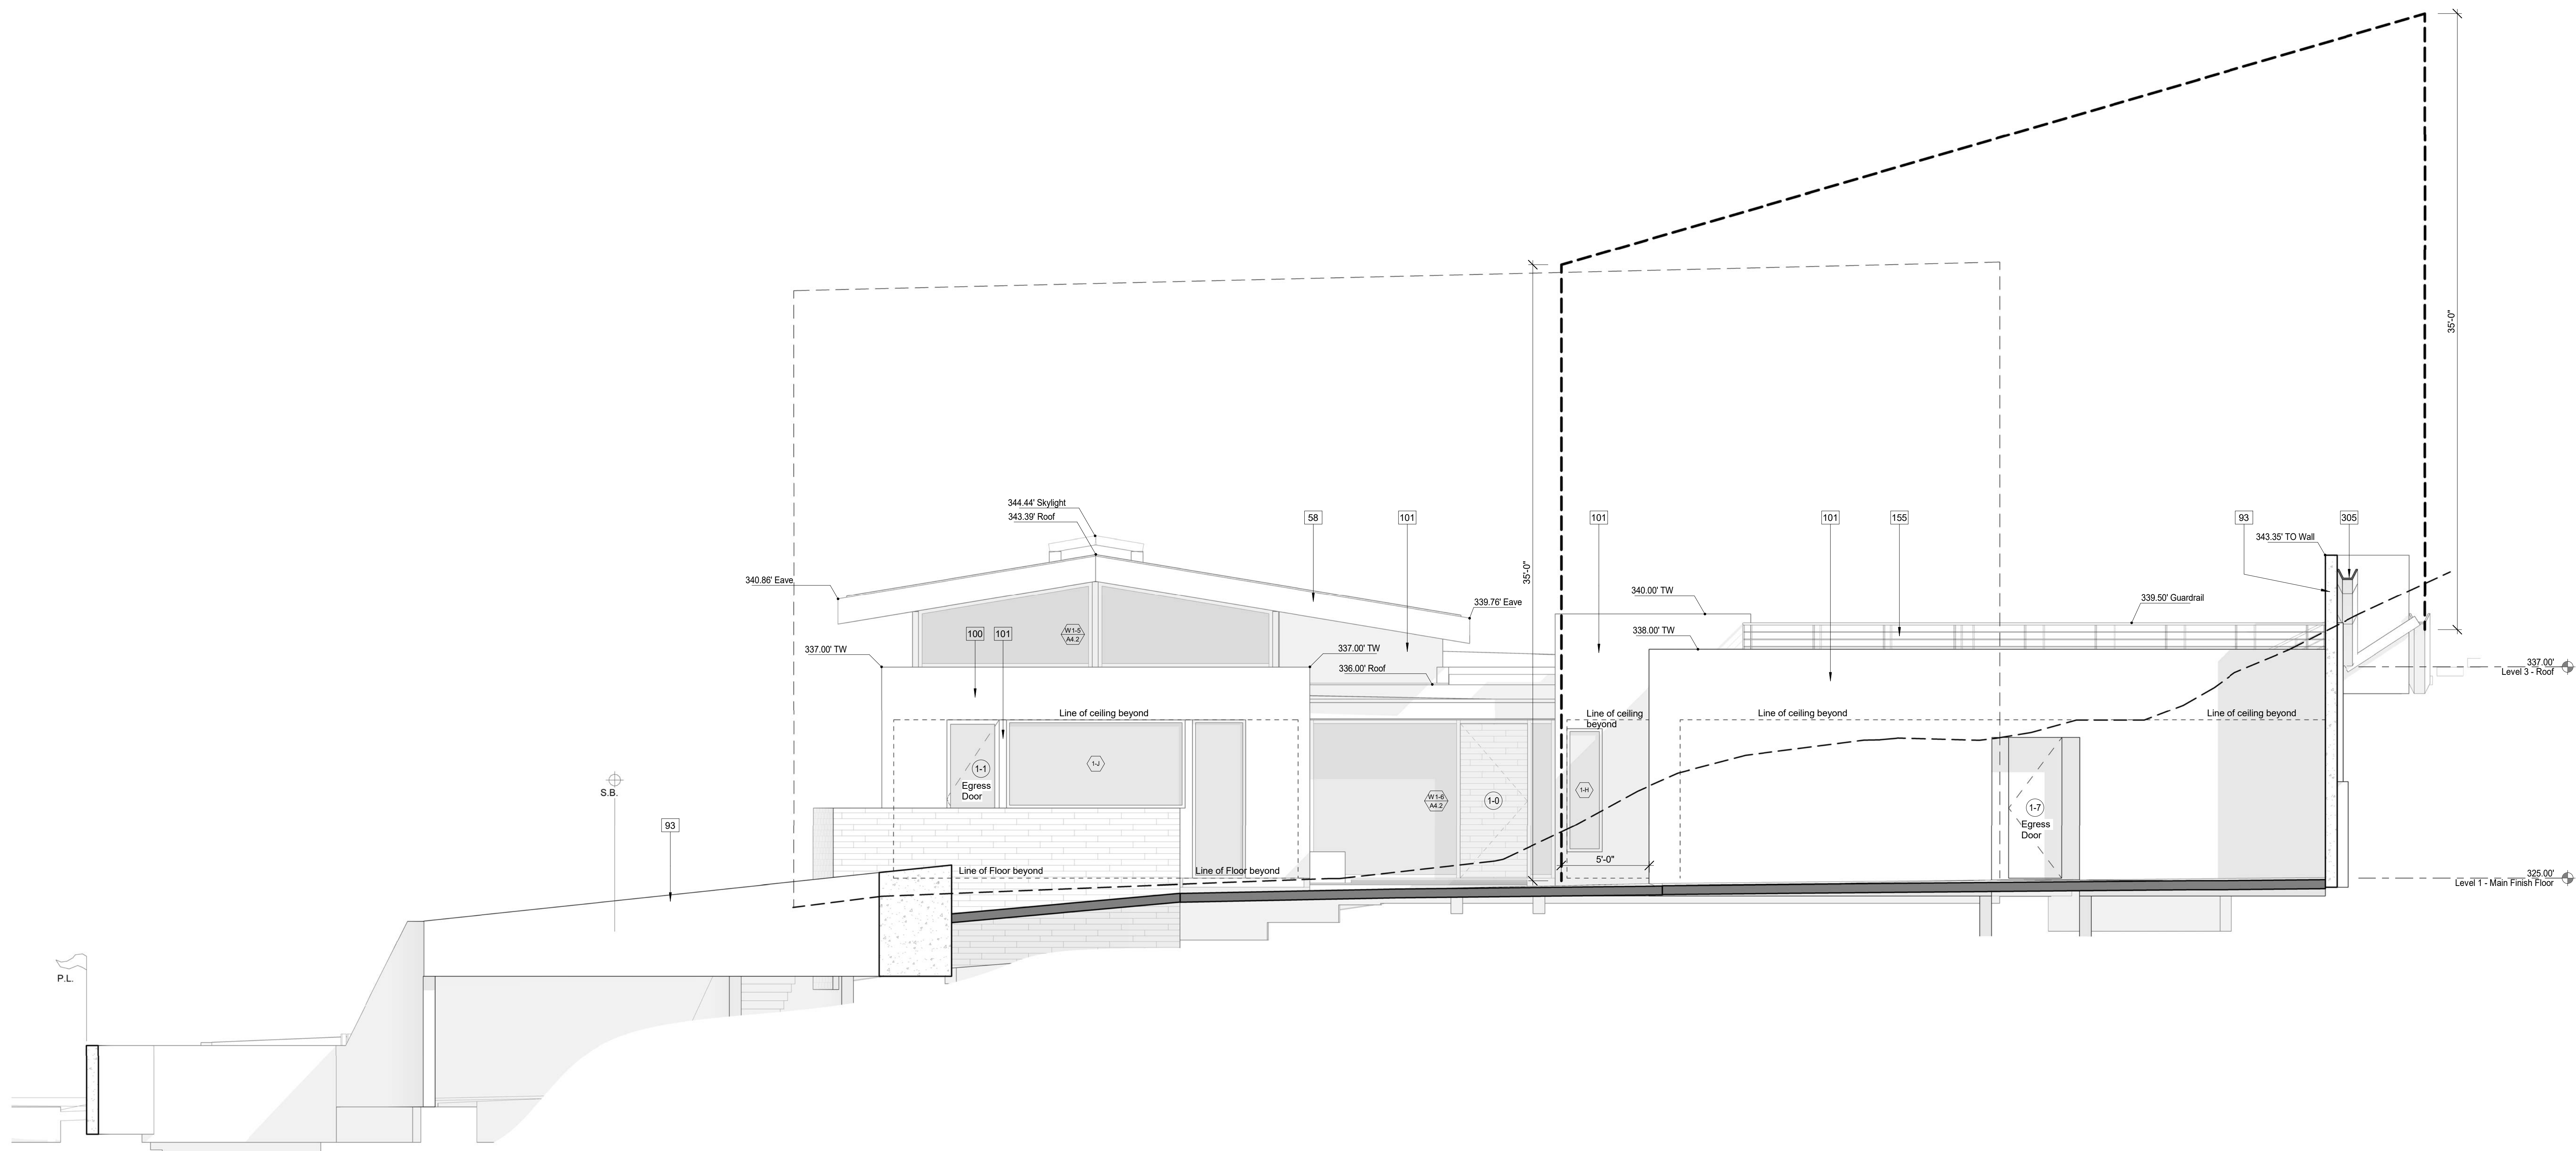 35'-0"
35'-0"
344.44' Skylight
343.39' Roof
58
101
101
101
155
93
305
343.35' TO Wall
340.86' Eave
339.76' Eave
340.00' TW
339.50' Guardrail
100
101
W1-5
A4.2
338.00' TW
337.00' TW
337.00' TW
336.00' Roof
337.00'
Level 3 - Roof
Line of ceiling beyond
Line of ceiling
beyond
Line of ceiling beyond
Line of ceiling beyond
1-1
Egress
Door
1-J
S.B.
93
W1-6
A4.2
1-0
1-H
1-7
Egress
Door
5'-0"
Line of Floor beyond
Line of Floor beyond
325.00'
Level 1 - Main Finish Floor
P.L.